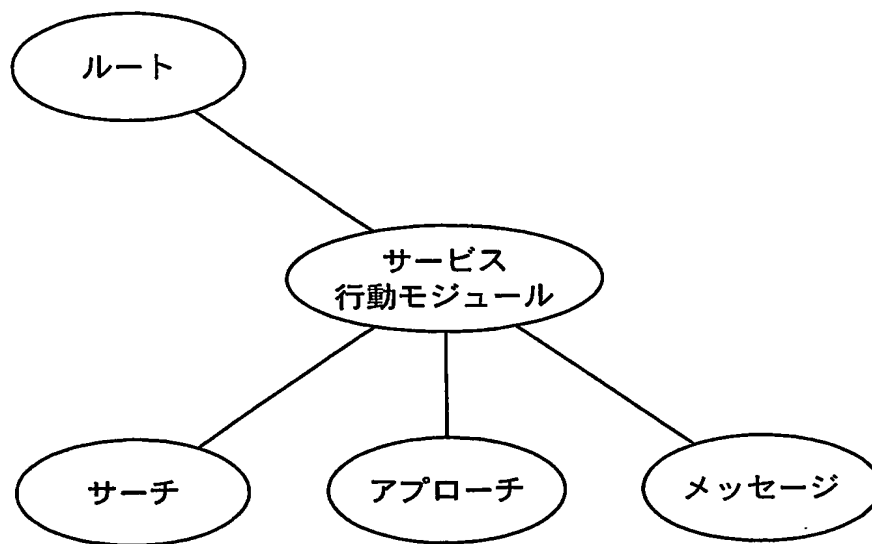 ルート
サービス
行動モジュール
サーチ
アプローチ
メッセージ